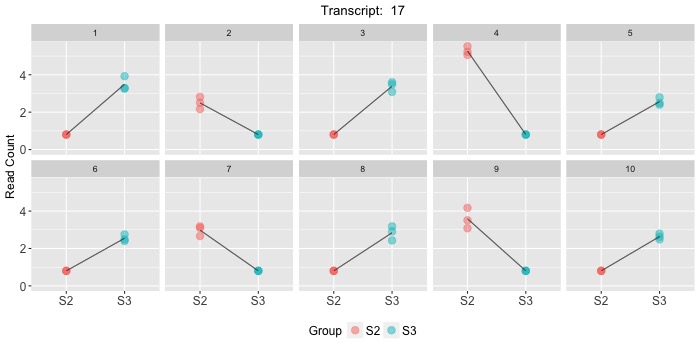 Transcript: 17
1 2 3 4 5
4
2
0
Read Count
6 7 8 9 10
4
2
0
S2 S3 S2 S3 S2 S3 S2 S3 S2 S3
Group S2 S3